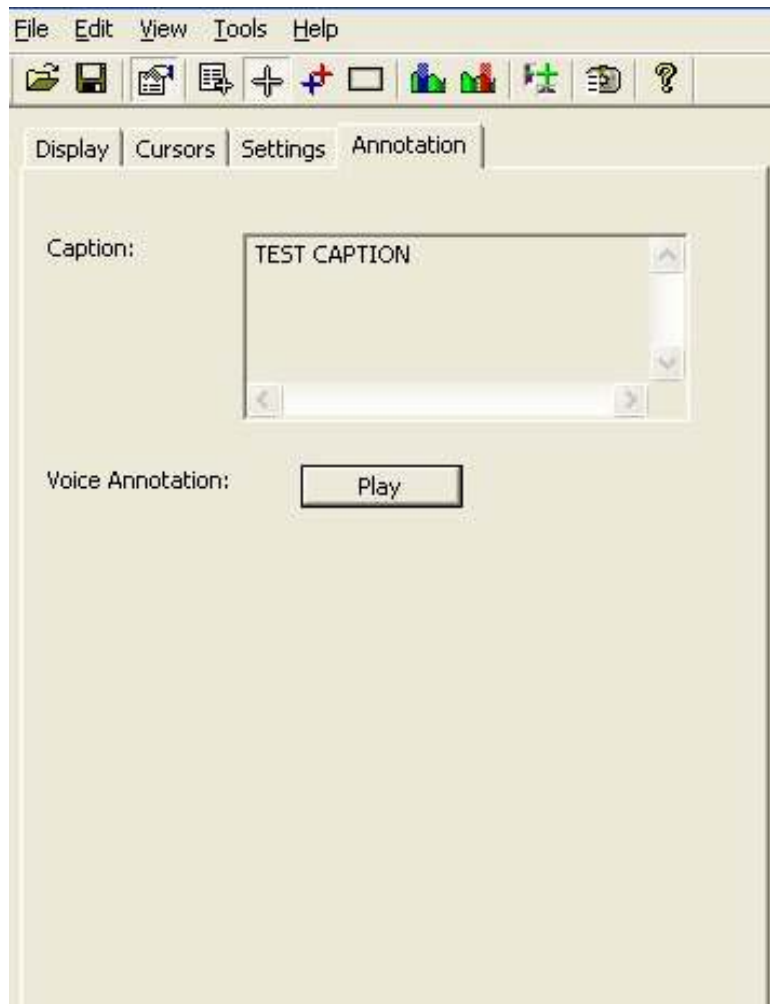 File Edit View Tools Help
Display Cursors Settings Annotation
Caption: TEST CAPTION
Voice Annotation: Play